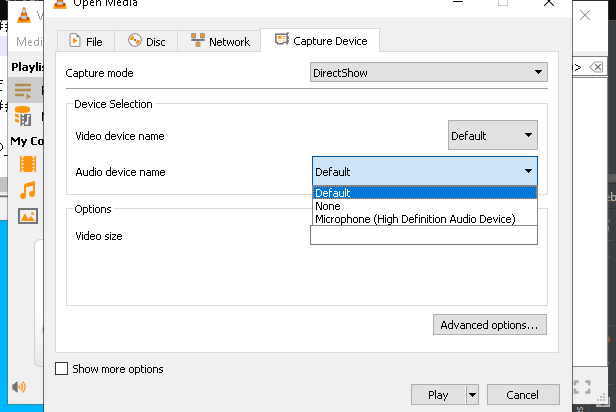 Open Media
Medi
File
Disc
Network
Capture Device
Playlis
Capture mode
DirectShow
Device Selection
Video device name
Default
My Co
Audio device name
Default
Default
None
Microphone (High Definition Audio Device)
Options
Video size
Advanced options...
Show more options
Play
Cancel